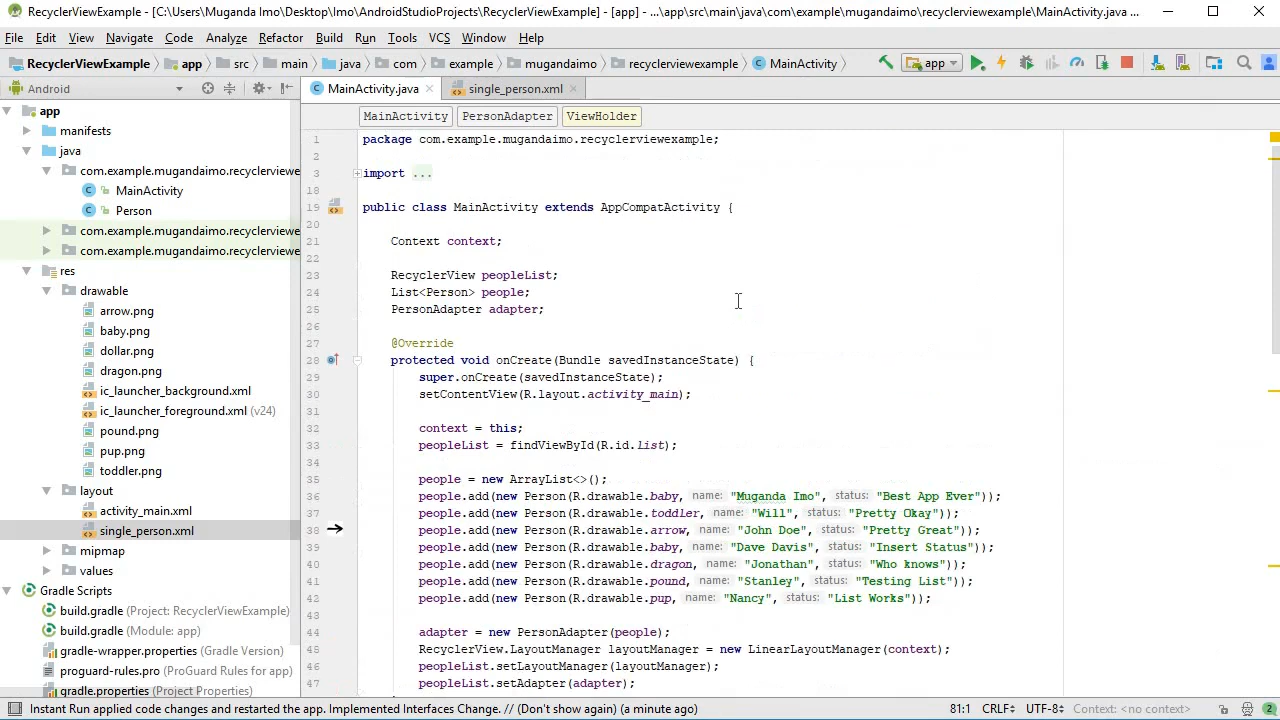 RecyclerViewExample - [C:\Users\Muganda Imo\Desktop\Imo\AndroidStudioProjects\RecyclerViewExample] - [app] - ...\app\src\main\java\com\example\mugandaimo\recyclerviewexample\MainActivity.java ...
File Edit View Navigate Code Analyze Refactor Build Run Tools VCS Window Help
RecyclerViewExample app src main java com example mugandaimo recyclerviewexample MainActivity app
Android
MainActivity.java single_person.xml
MainActivity PersonAdapter ViewHolder
app
manifests
java
com.example.mugandaimo.recyclerviewe
MainActivity
Person
com.example.mugandaimo.recyclerviewe
com.example.mugandaimo.recyclerviewe
res
drawable
arrow.png
baby.png
dollar.png
dragon.png
ic_launcher_background.xml
ic_launcher_foreground.xml (v24)
pound.png
pup.png
toddler.png
layout
activity_main.xml
single_person.xml
mipmap
values
Gradle Scripts
build.gradle (Project: RecyclerViewExample)
build.gradle (Module: app)
gradle-wrapper.properties (Gradle Version)
proguard-rules.pro (ProGuard Rules for app)
gradle.properties (Project Properties)
1 package com.example.mugandaimo.recyclerviewexample;
2
3 import ...
18
19 public class MainActivity extends AppCompatActivity {
20
21 Context context;
22
23 RecyclerView peopleList;
24 List<Person> people;
25 PersonAdapter adapter;
26
27 @Override
28 protected void onCreate(Bundle savedInstanceState) {
29 super.onCreate(savedInstanceState);
30 setContentView(R.layout.activity_main);
31
32 context = this;
33 peopleList = findViewById(R.id.list);
34
35 people = new ArrayList<>();
36 people.add(new Person(R.drawable.baby, name: "Muganda Imo", status: "Best App Ever"));
37 people.add(new Person(R.drawable.toddler, name: "Will", status: "Pretty Okay"));
38 people.add(new Person(R.drawable.arrow, name: "John Doe", status: "Pretty Great"));
39 people.add(new Person(R.drawable.baby, name: "Dave Davis", status: "Insert Status"));
40 people.add(new Person(R.drawable.dragon, name: "Jonathan", status: "Who knows"));
41 people.add(new Person(R.drawable.pound, name: "Stanley", status: "Testing List"));
42 people.add(new Person(R.drawable.pup, name: "Nancy", status: "List Works"));
43
44 adapter = new PersonAdapter(people);
45 RecyclerView.LayoutManager layoutManager = new LinearLayoutManager(context);
46 peopleList.setLayoutManager(layoutManager);
47 peopleList.setAdapter(adapter);
Instant Run applied code changes and restarted the app. Implemented Interfaces Change. // (Don't show again) (a minute ago) 81:1 CRLF UTF-8 Context: <no context> 2